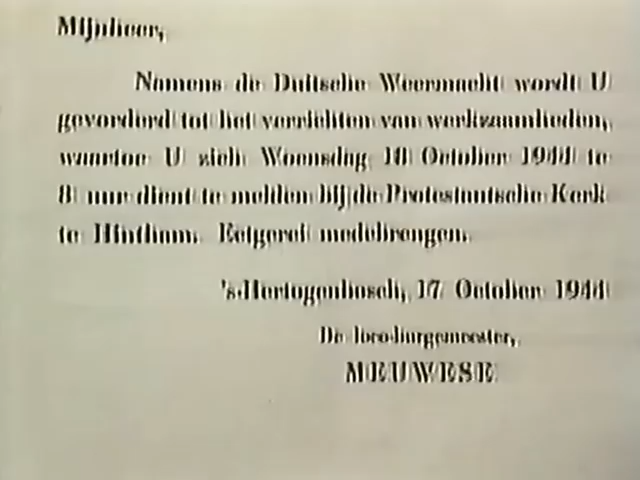 Mijnheer,
Namens de Duitsche Weermacht wordt U
gevorderd tot het verrichten van werkzaamheden,
waartoe U zich Woensdag 18 October 1944 te
8 uur dient te melden bij de Protestantsche Kerk
te Hintham. Eetgerei medebrengen.
's-Hertogenbosch, 17 October 1944
De loco-burgemeester,
MEUWESE